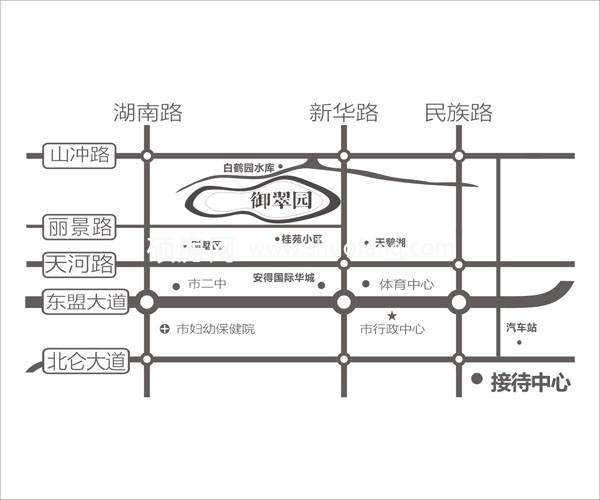 湖南路 新华路 民族路
山冲路
白鹤园水库
御翠园
丽景路
桂苑小区 天貌湖
天河路
市二中 安得国际华城 体育中心
东盟大道
市妇幼保健院 市行政中心 汽车站
北仑大道
接待中心